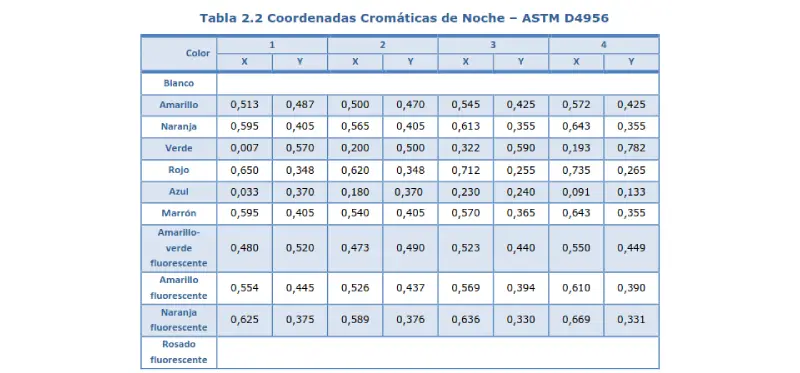 Tabla 2.2 Coordenadas Cromáticas de Noche – ASTM D4956
Color 1 2 3 4
X Y X Y X Y X Y
Blanco
Amarillo 0,513 0,487 0,500 0,470 0,545 0,425 0,572 0,425
Naranja 0,595 0,405 0,565 0,405 0,613 0,355 0,643 0,355
Verde 0,007 0,570 0,200 0,500 0,322 0,590 0,193 0,782
Rojo 0,650 0,348 0,620 0,348 0,712 0,255 0,735 0,265
Azul 0,033 0,370 0,180 0,370 0,230 0,240 0,091 0,133
Marrón 0,595 0,405 0,540 0,405 0,570 0,365 0,643 0,355
Amarillo-
verde 0,480 0,520 0,473 0,490 0,523 0,440 0,550 0,449
fluorescente
Amarillo
fluorescente 0,554 0,445 0,526 0,437 0,569 0,394 0,610 0,390
Naranja
fluorescente 0,625 0,375 0,589 0,376 0,636 0,330 0,669 0,331
Rosado
fluorescente